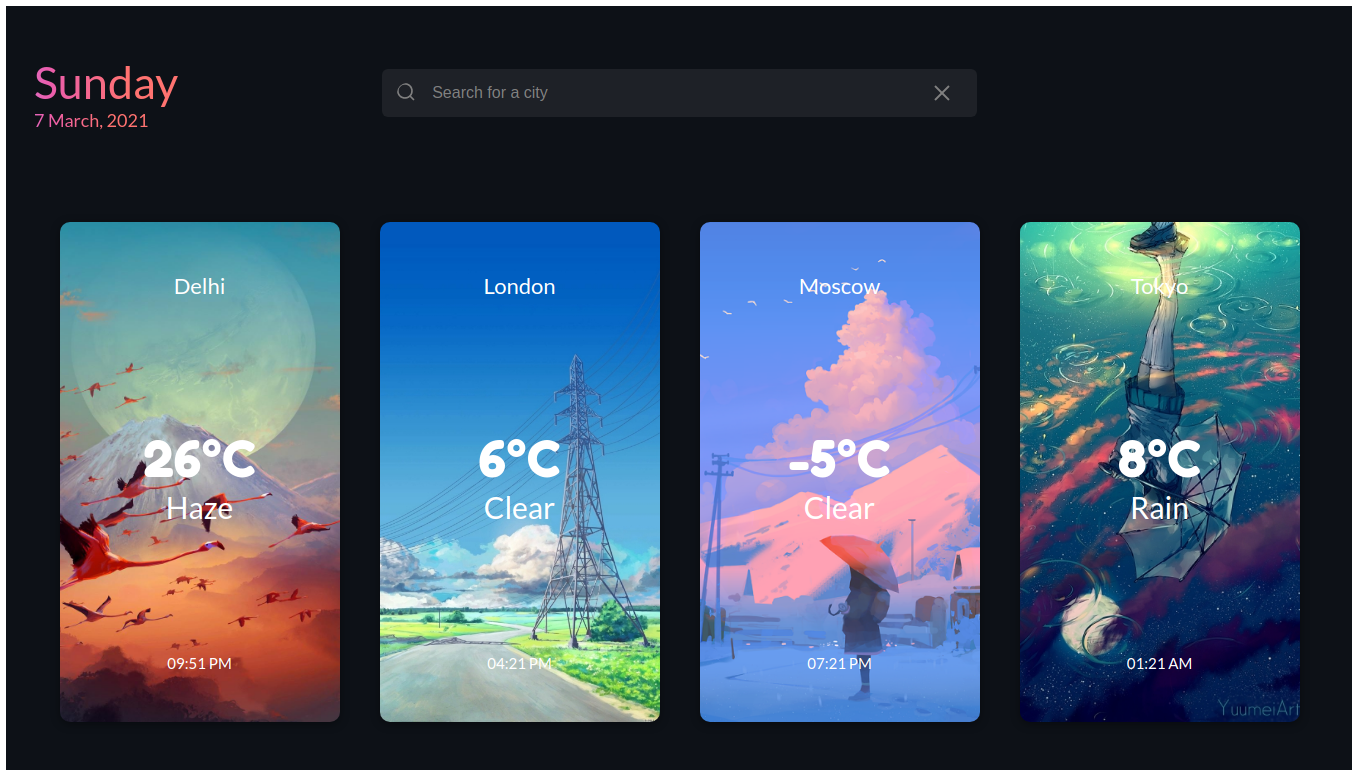 Sunday
7 March, 2021
Search for a city
Delhi
26°C
Haze
09:51 PM
London
6°C
Clear
04:21 PM
Moscow
-5°C
Clear
07:21 PM
Tokyo
8°C
Rain
01:21 AM
YuumeiArt